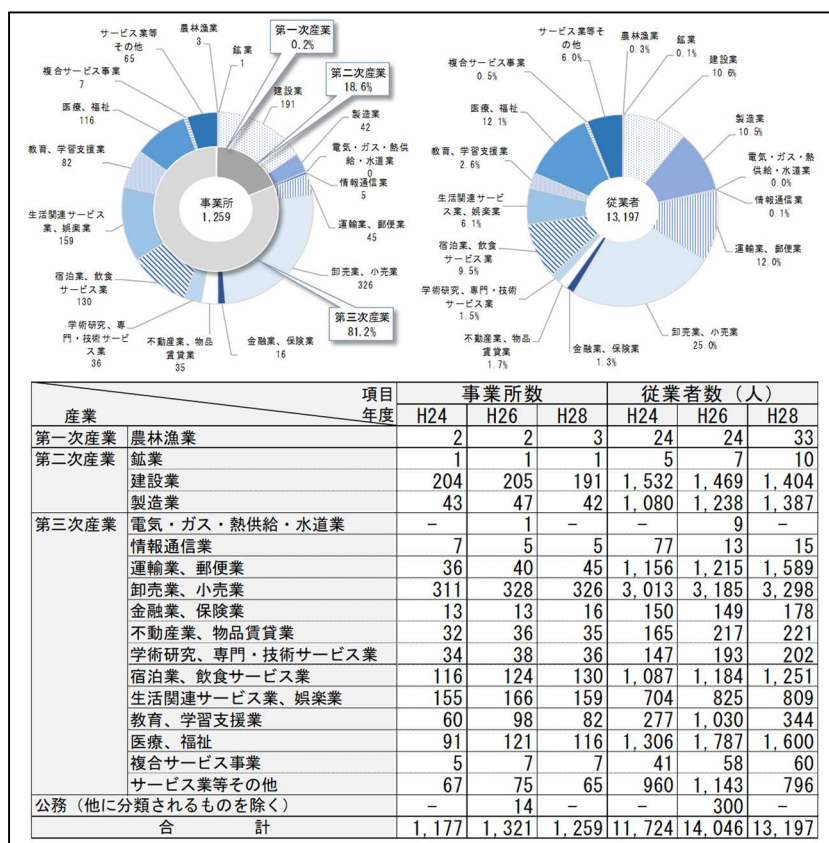 サービス業等
その他
65
農林漁業
3
鉱業
1
第一次産業
0.2%
第二次産業
18.6%
建設業
191
製造業
42
電気・ガス・熱供
給・水道業
0
情報通信業
5
運輸業、郵便業
45
卸売業、小売業
326
第三次産業
81.2%
金融業、保険業
16
不動産業、物品
賃貸業
35
学術研究、専
門・技術サービ
ス業
36
宿泊業、飲食
サービス業
130
生活関連サービス
業、娯楽業
159
教育、学習支援業
82
医療、福祉
116
複合サービス事業
7
事業所
1,259
サービス業等そ
の他
6.0%
農林漁業
0.3%
鉱業
0.1%
建設業
10.6%
製造業
10.5%
電気・ガス・熱
供給・水道業
0.0%
情報通信業
0.1%
運輸業、郵便業
12.0%
卸売業、小売業
25.0%
金融業、保険業
1.3%
不動産業、物品
賃貸業
1.7%
学術研究、専門・技術
サービス業
1.5%
宿泊業、飲食
サービス業
9.5%
生活関連サービス
業、娯楽業
6.1%
教育、学習支援業
2.6%
医療、福祉
12.1%
複合サービス事業
0.5%
従業者
13,197
項目 事業所数 従業者数（人）
産業 年度 H24 H26 H28 H24 H26 H28
第一次産業 農林漁業 2 2 3 24 24 33
第二次産業 鉱業 1 1 1 5 7 10
建設業 204 205 191 1,532 1,469 1,404
製造業 43 47 42 1,080 1,238 1,387
第三次産業 電気・ガス・熱供給・水道業 － 1 － － 9 －
情報通信業 7 5 5 77 13 15
運輸業、郵便業 36 40 45 1,156 1,215 1,589
卸売業、小売業 311 328 326 3,013 3,185 3,298
金融業、保険業 13 13 16 150 149 178
不動産業、物品賃貸業 32 36 35 165 217 221
学術研究、専門・技術サービス業 34 38 36 147 193 202
宿泊業、飲食サービス業 116 124 130 1,087 1,184 1,251
生活関連サービス業、娯楽業 155 166 159 704 825 809
教育、学習支援業 60 98 82 277 1,030 344
医療、福祉 91 121 116 1,306 1,787 1,600
複合サービス事業 5 7 7 41 58 60
サービス業等その他 67 75 65 960 1,143 796
公務（他に分類されるものを除く） － 14 － － 300 －
合 計 1,177 1,321 1,259 11,724 14,046 13,197